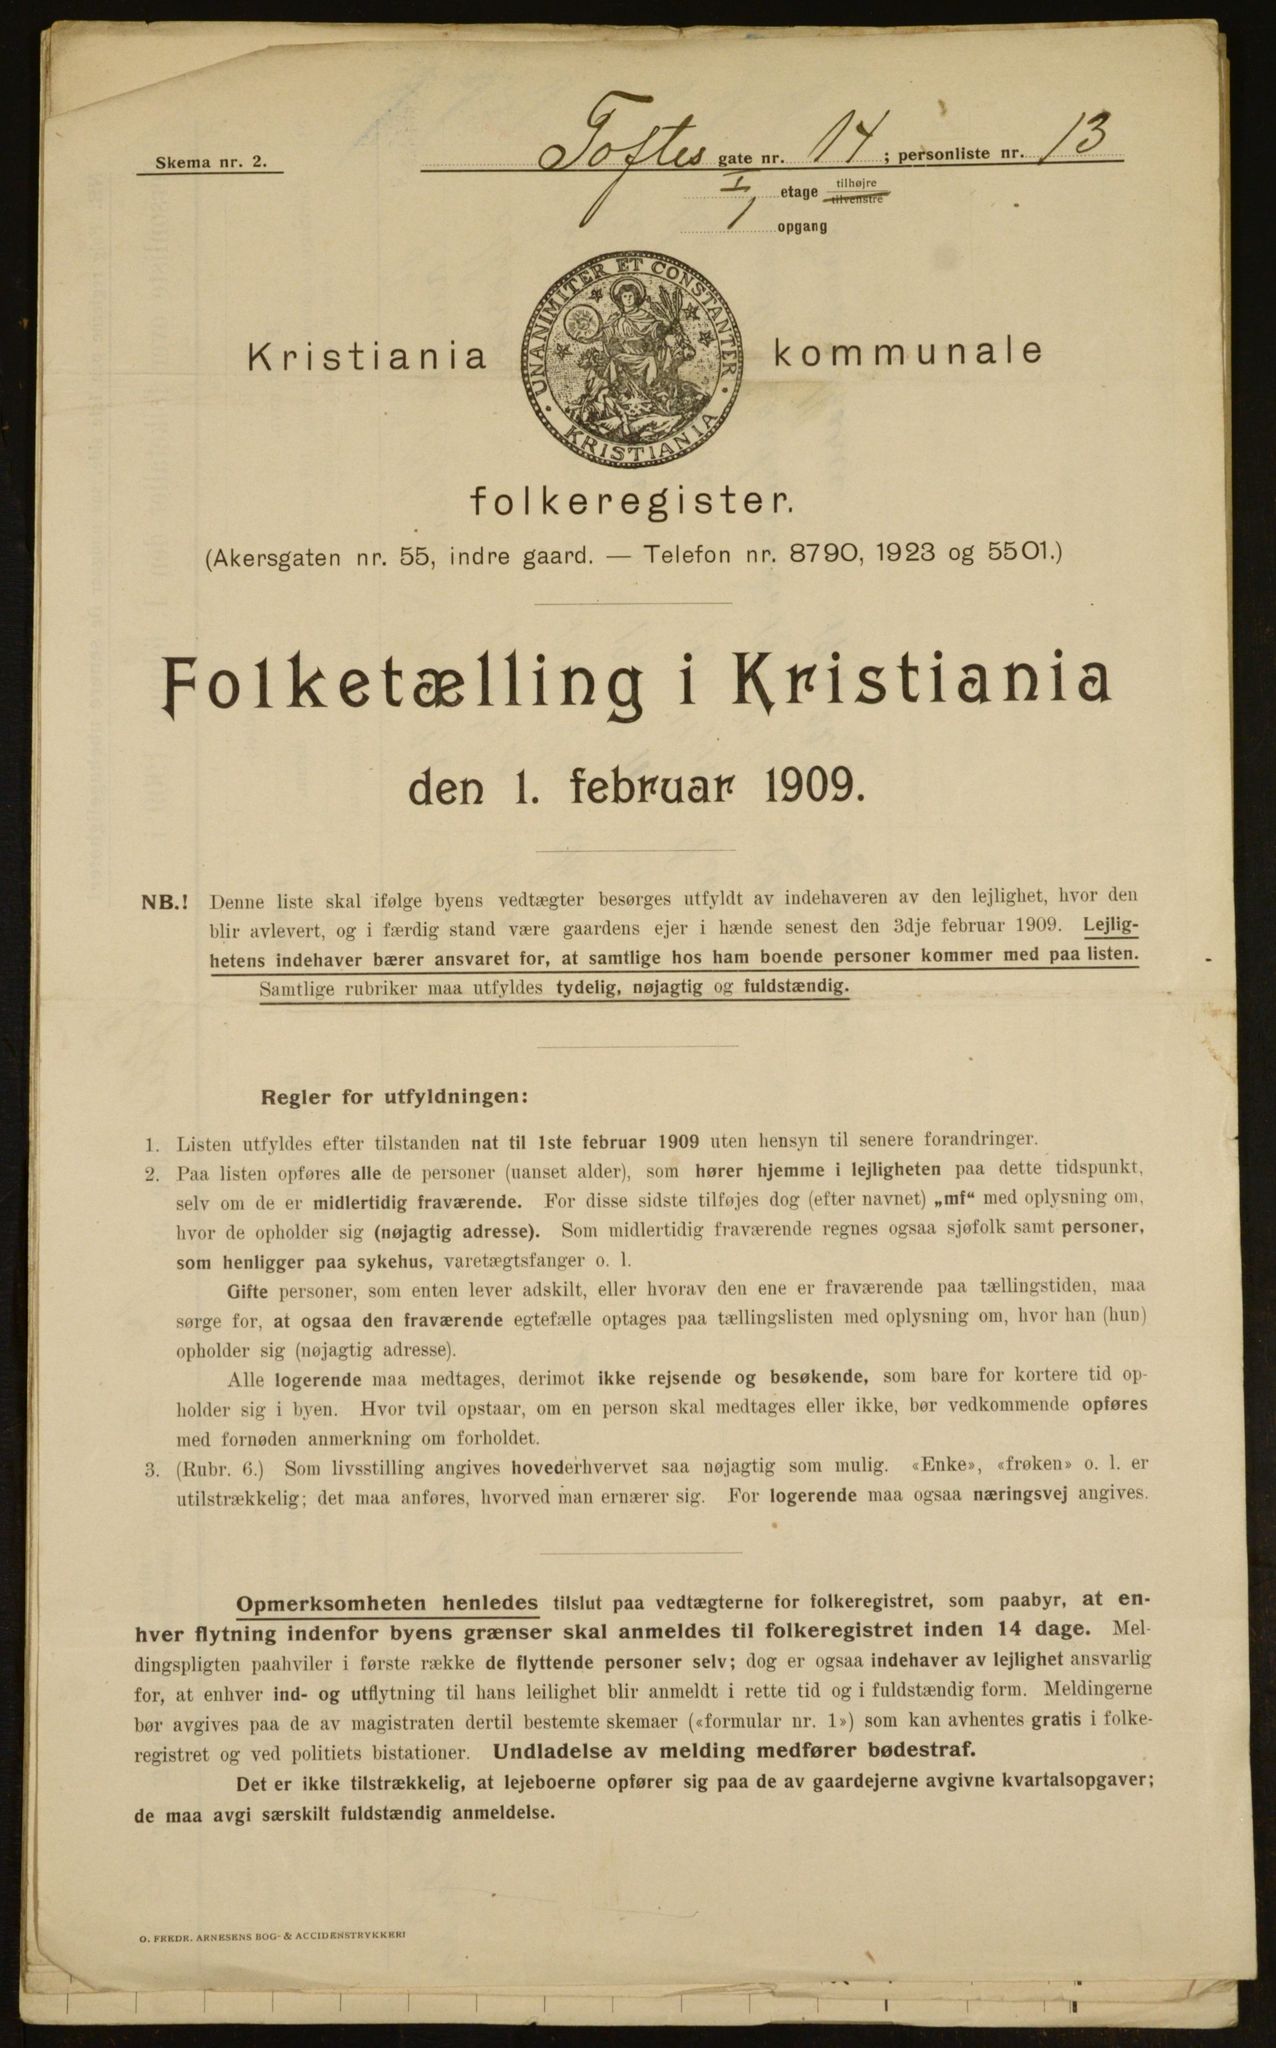 Skema nr. 2.
Toftes gate nr. 14; personliste nr. 13
I etage tilhøjre
tilvenstre
1 opgang
UNANIMITER ET CONSTANTER
KRISTIANIA
Kristiania kommunale
folkeregister.
(Akersgaten nr. 55, indre gaard. — Telefon nr. 8790, 1923 og 5501.)
Folketælling i Kristiania
den 1. februar 1909.
NB.! Denne liste skal ifølge byens vedtægter besørges utfyldt av indehaveren av den lejlighet, hvor den
blir avlevert, og i færdig stand være gaardens ejer i hænde senest den 3dje februar 1909. Lejlig-
hetens indehaver bærer ansvaret for, at samtlige hos ham boende personer kommer med paa listen.
Samtlige rubriker maa utfyldes tydelig, nøjagtig og fuldstændig.
Regler for utfyldningen:
1. Listen utfyldes efter tilstanden nat til 1ste februar 1909 uten hensyn til senere forandringer.
2. Paa listen opføres alle de personer (uanset alder), som hører hjemme i lejligheten paa dette tidspunkt,
selv om de er midlertidig fraværende. For disse sidste tilføjes dog (efter navnet) „mf“ med oplysning om,
hvor de opholder sig (nøjagtig adresse). Som midlertidig fraværende regnes ogsaa sjøfolk samt personer,
som henligger paa sykehus, varetægtsfanger o. l.
Gifte personer, som enten lever adskilt, eller hvorav den ene er fraværende paa tællingstiden, maa
sørge for, at ogsaa den fraværende egtefælle optages paa tællingslisten med oplysning om, hvor han (hun)
opholder sig (nøjagtig adresse).
Alle logerende maa medtages, derimot ikke rejsende og besøkende, som bare for kortere tid op-
holder sig i byen. Hvor tvil opstaar, om en person skal medtages eller ikke, bør vedkommende opføres
med fornøden anmerkning om forholdet.
3. (Rubr. 6.) Som livsstilling angives hovederhvervet saa nøjagtig som mulig. «Enke», «frøken» o. l. er
utilstrækkelig; det maa anføres, hvorved man ernærer sig. For logerende maa ogsaa næringsvej angives.
Opmerksomheten henledes tilslut paa vedtægterne for folkeregistret, som paabyr, at en-
hver flytning indenfor byens grænser skal anmeldes til folkeregistret inden 14 dage. Mel-
dingspligten paahviler i første række de flyttende personer selv; dog er ogsaa indehaver av lejlighet ansvarlig
for, at enhver ind- og utflytning til hans leilighet blir anmeldt i rette tid og i fuldstændig form. Meldingerne
bør avgives paa de av magistraten dertil bestemte skemaer («formular nr. 1») som kan avhentes gratis i folke-
registret og ved politiets bistationer. Undladelse av melding medfører bødestraf.
Det er ikke tilstrækkelig, at lejeboerne opfører sig paa de av gaardejerne avgivne kvartalsopgaver;
de maa avgi særskilt fuldstændig anmeldelse.
O. FREDR. ARNESENS BOG- & ACCIDENSTRYKKERI